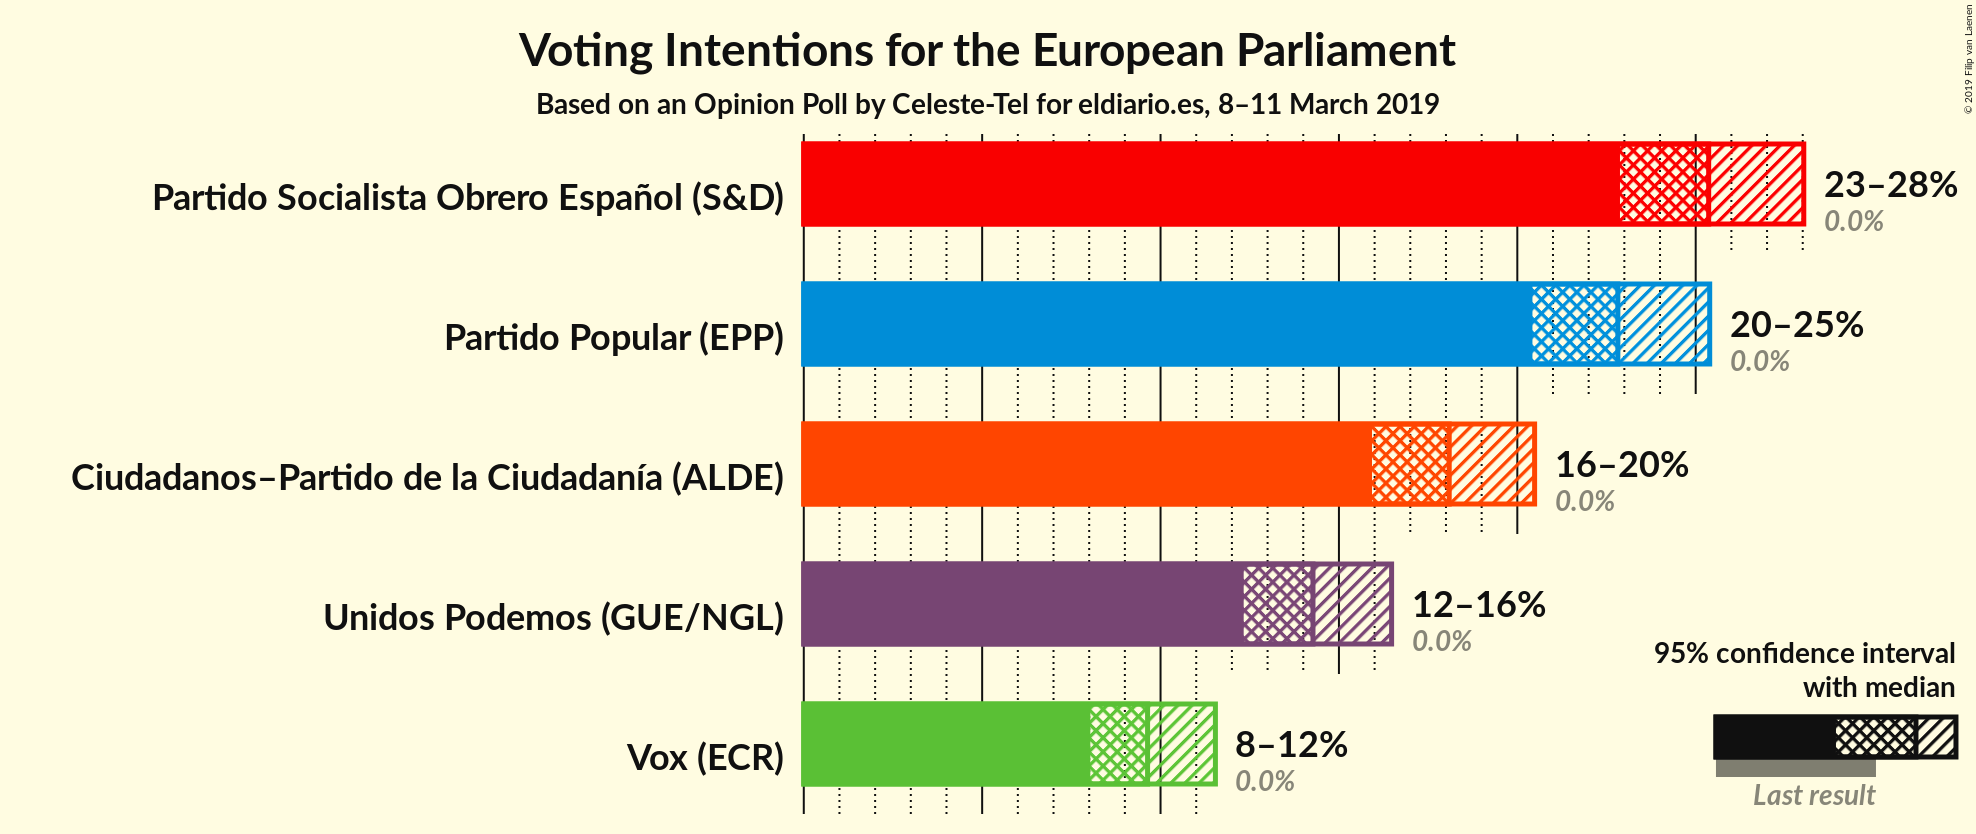 Voting Intentions for the European Parliament
Based on an Opinion Poll by Celeste-Tel for eldiario.es, 8–11 March 2019
© 2019 Filip van Laenen
Partido Socialista Obrero Español (S&D)
23–28%
0.0%
Partido Popular (EPP)
20–25%
0.0%
Ciudadanos–Partido de la Ciudadanía (ALDE)
16–20%
0.0%
Unidos Podemos (GUE/NGL)
12–16%
0.0%
Vox (ECR)
8–12%
0.0%
95% confidence interval
with median
Last result